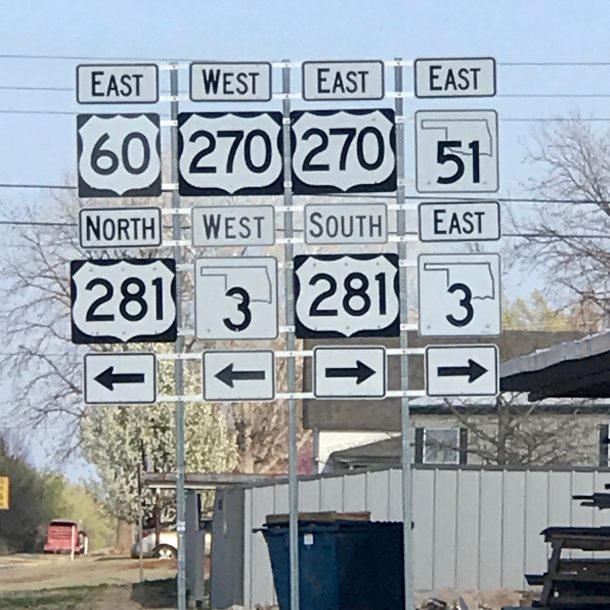 EAST WEST EAST EAST
60 270 270 51
NORTH WEST SOUTH EAST
281 3 281 3